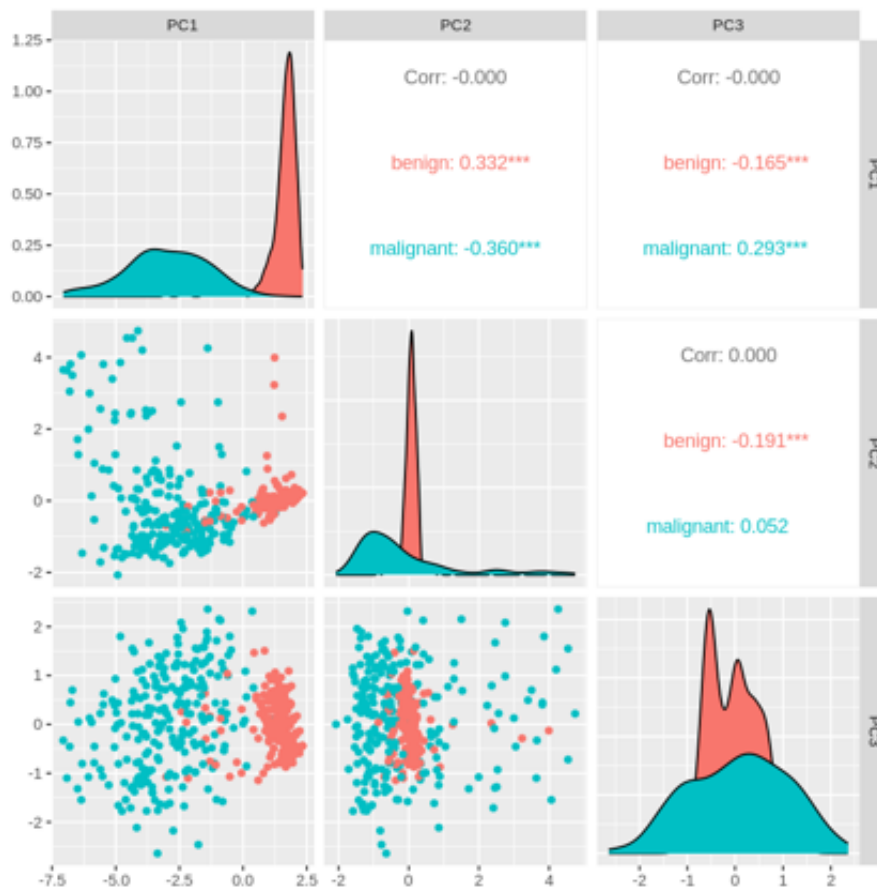 PC1 PC2 PC3
1.25
1.00
0.75
0.50
0.25
0.00
Corr: -0.000
benign: 0.332***
malignant: -0.360***
Corr: -0.000
benign: -0.165***
malignant: 0.293***
PC1
4
2
0
-2
Corr: 0.000
benign: -0.191***
malignant: 0.052
PC2
2
1
0
-1
-2
PC3
-7.5 -5.0 -2.5 0.0 2.5
-2 0 2 4
-2 -1 0 1 2